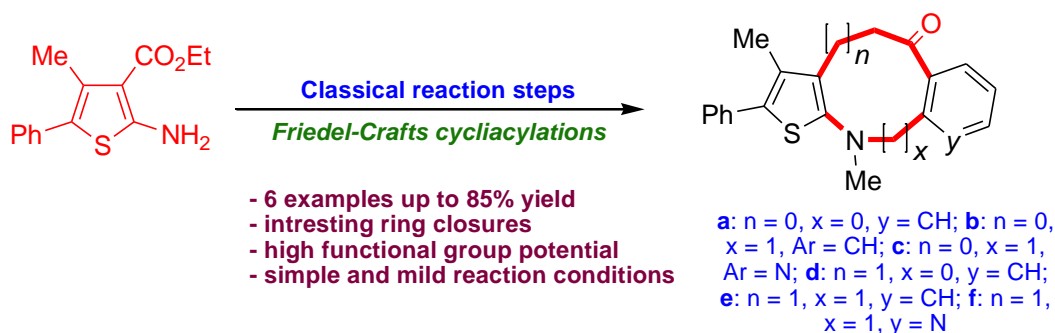 Me
CO2Et
Ph
S
NH2
Classical reaction steps
Friedel-Crafts cycliacylations
- 6 examples up to 85% yield
- intresting ring closures
- high functional group potential
- simple and mild reaction conditions
O
Me
n
Ph
S
N
x
y
Me
a: n = 0, x = 0, y = CH; b: n = 0,
x = 1, Ar = CH; c: n = 0, x = 1,
Ar = N; d: n = 1, x = 0, y = CH;
e: n = 1, x = 1, y = CH; f: n = 1,
x = 1, y = N